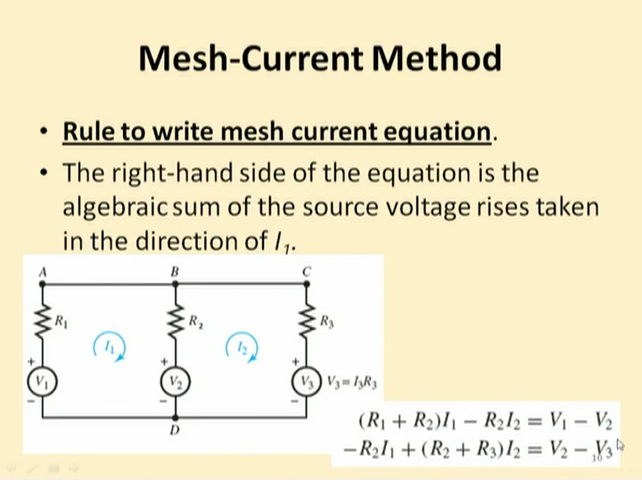 Mesh-Current Method
• Rule to write mesh current equation.
• The right-hand side of the equation is the
algebraic sum of the source voltage rises taken
in the direction of I₁.
A B C
R₁ R₂ R₃
I₁ I₂
+ + +
V₁ V₂ V₃ V₃ = I₃R₃
- - -
D
(R₁ + R₂)I₁ − R₂I₂ = V₁ − V₂
−R₂I₁ + (R₂ + R₃)I₂ = V₂ − V₃
10